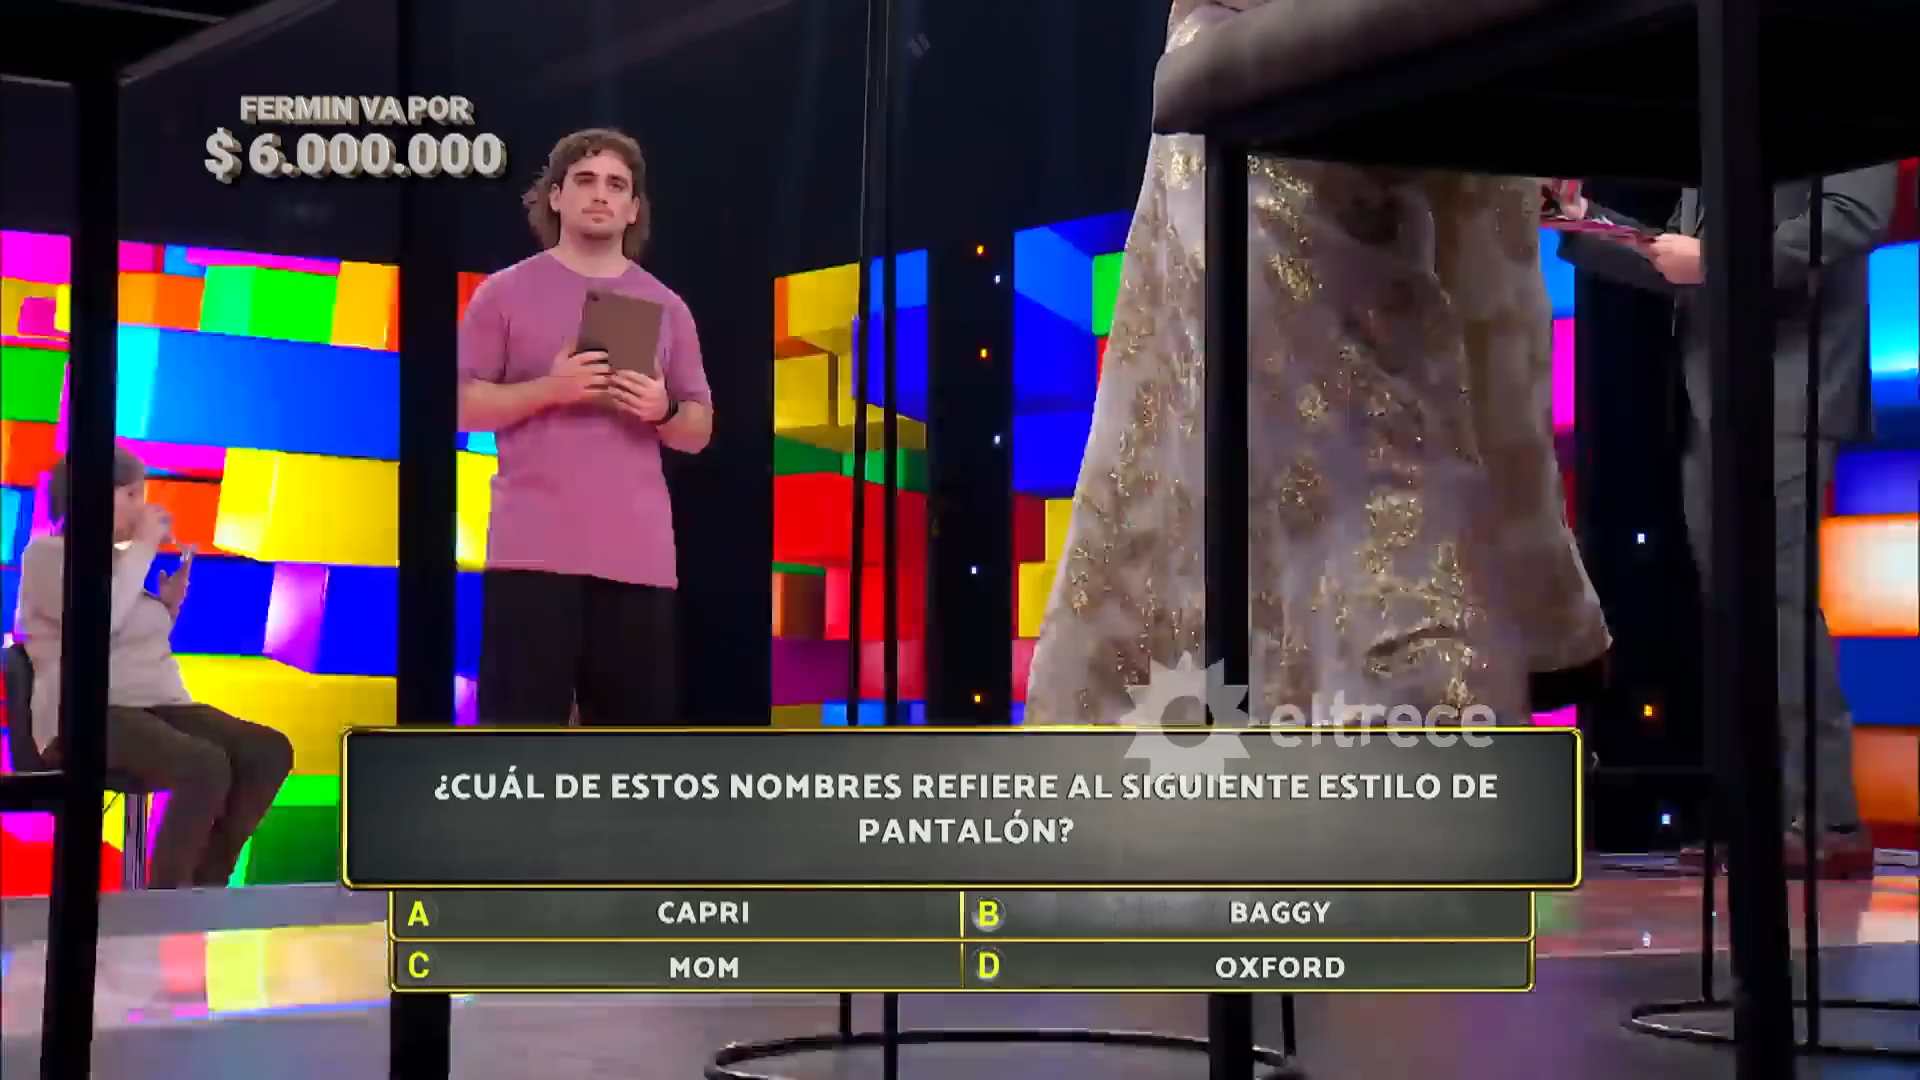 FERMIN VA POR
$ 6.000.000
eltrece
¿CUÁL DE ESTOS NOMBRES REFIERE AL SIGUIENTE ESTILO DE
PANTALÓN?
A CAPRI
B BAGGY
C MOM
D OXFORD